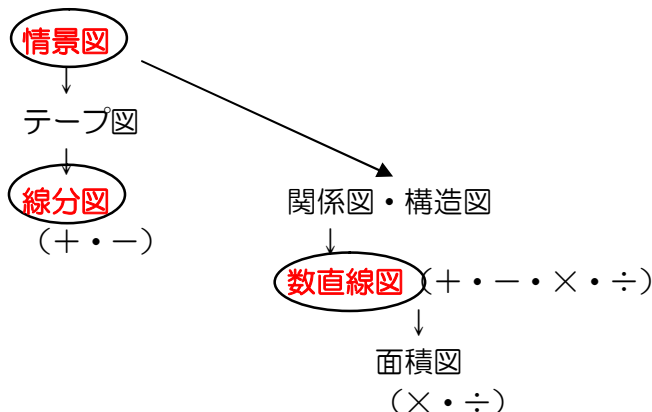 情景図
テープ図
線分図
(+・-)
関係図・構造図
数直線図(+・-・×・÷)
面積図
(×・÷)